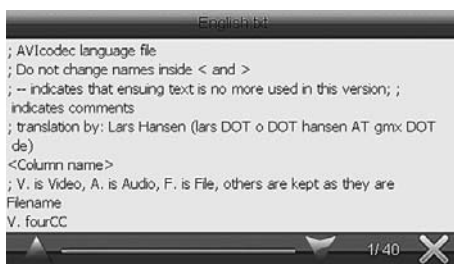 English.txt
; AVIcodec language file
; Do not change names inside < and >
; -- indicates that ensuing text is no more used in this version; ;
indicates comments
; translation by: Lars Hansen (lars DOT o DOT hansen AT gmx DOT
de)
<Column name>
; V. is Video, A. is Audio, F. is File, others are kept as they are
Filename
V. fourCC
1/40